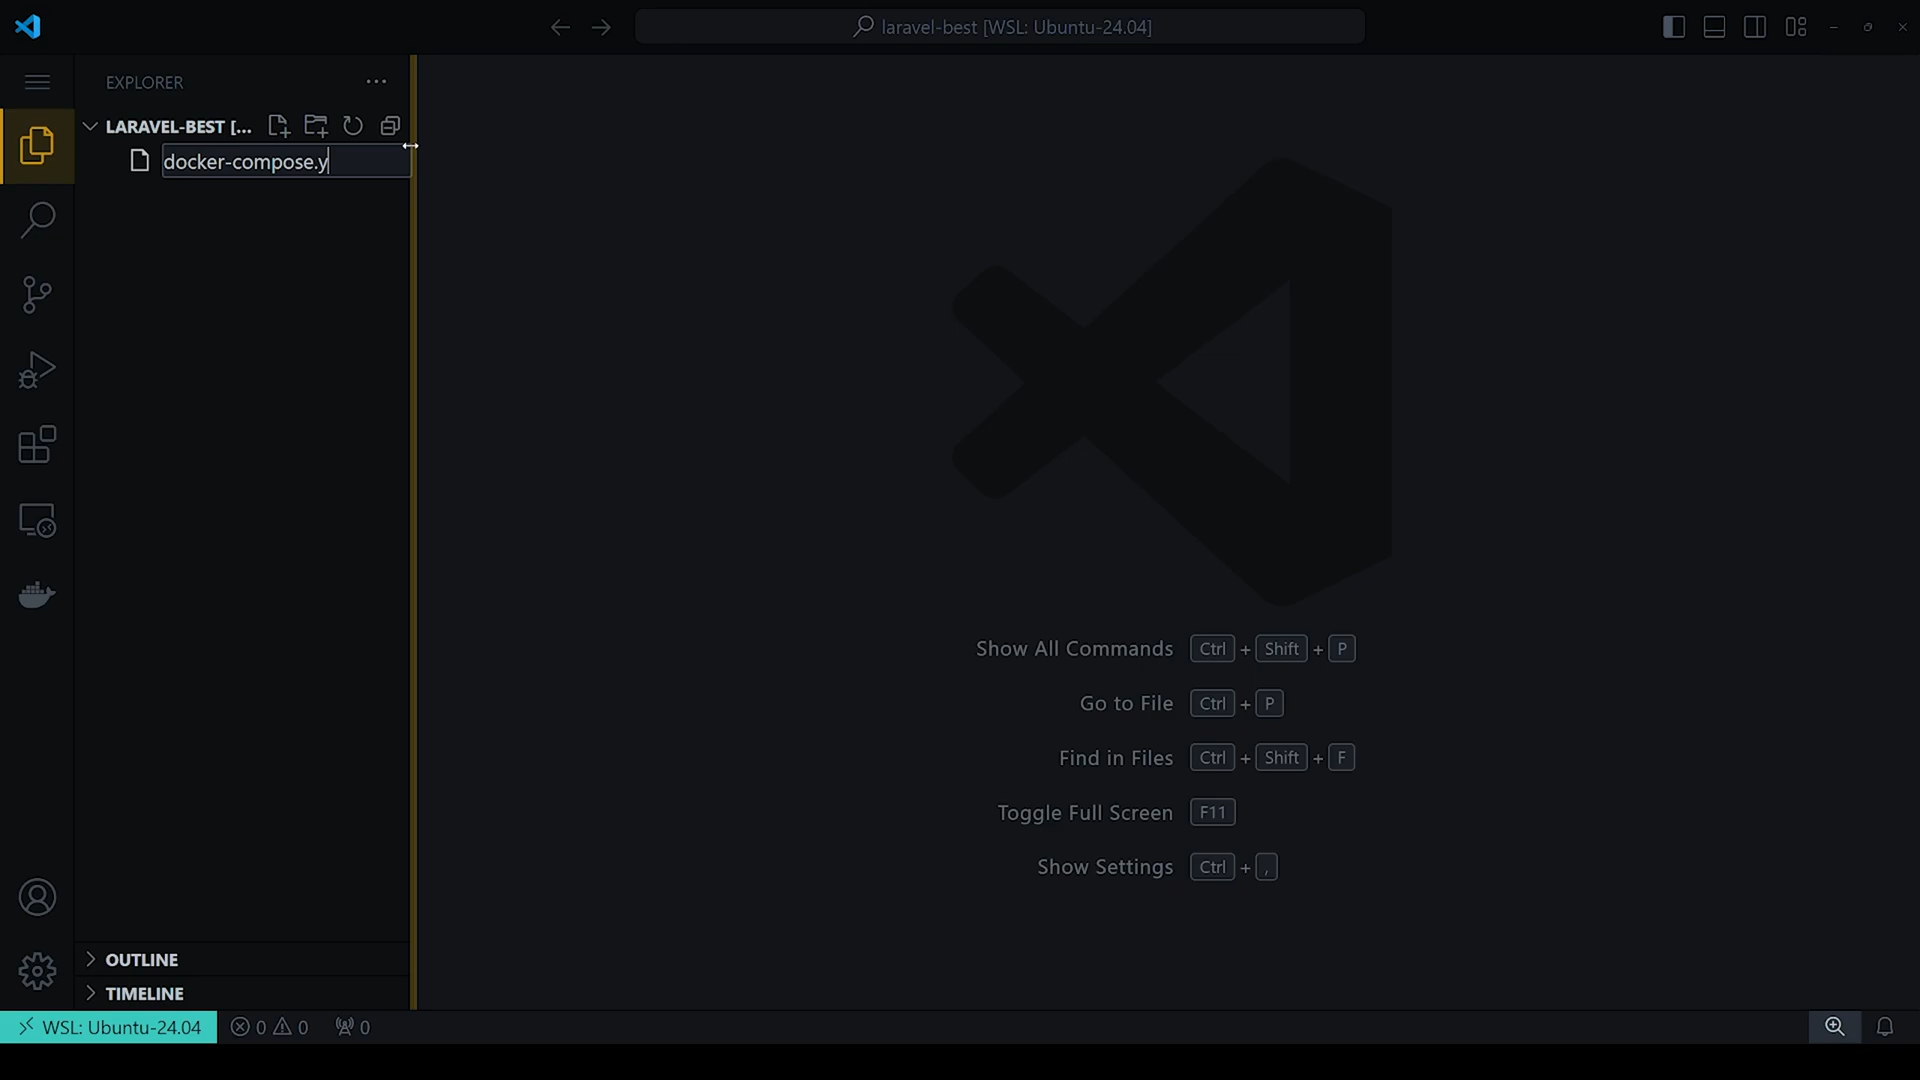 laravel-best [WSL: Ubuntu-24.04]
EXPLORER
LARAVEL-BEST [...
docker-compose.y
Show All Commands Ctrl + Shift + P
Go to File Ctrl + P
Find in Files Ctrl + Shift + F
Toggle Full Screen F11
Show Settings Ctrl + ,
OUTLINE
TIMELINE
WSL: Ubuntu-24.04 0 0 0